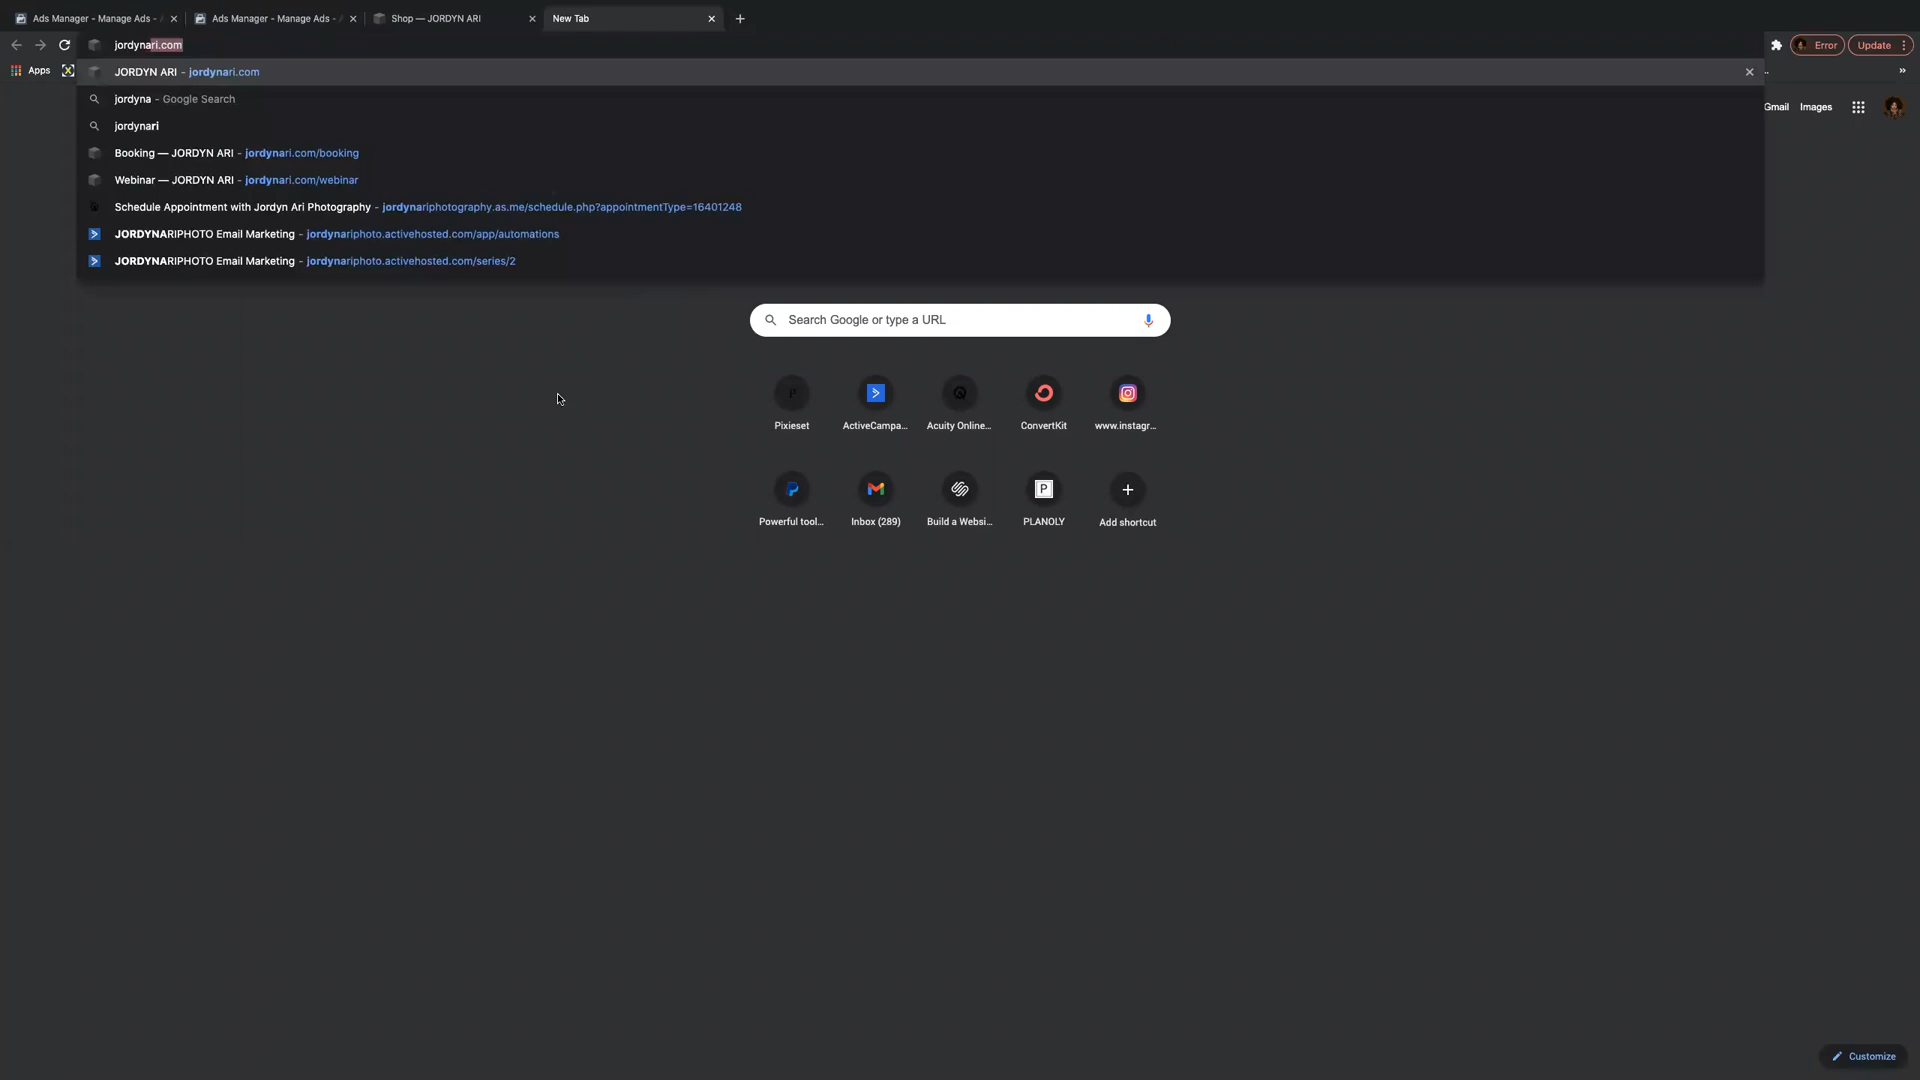 Ads Manager - Manage Ads -
Ads Manager - Manage Ads -
Shop — JORDYN ARI
New Tab
jordynari.com
Error
Update
Apps
JORDYN ARI - jordynari.com
jordyna - Google Search
jordynari
Booking — JORDYN ARI - jordynari.com/booking
Webinar — JORDYN ARI - jordynari.com/webinar
Schedule Appointment with Jordyn Ari Photography - jordynariphotography.as.me/schedule.php?appointmentType=16401248
JORDYNARIPHOTO Email Marketing - jordynariphoto.activehosted.com/app/automations
JORDYNARIPHOTO Email Marketing - jordynariphoto.activehosted.com/series/2
Gmail
Images
Search Google or type a URL
Pixieset
ActiveCampa...
Acuity Online...
ConvertKit
www.instagr...
Powerful tool...
Inbox (289)
Build a Websi...
P
PLANOLY
Add shortcut
Customize